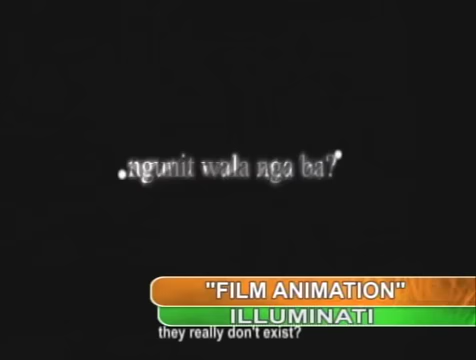 ngunit wala nga ba?
"FILM ANIMATION"
ILLUMINATI
they really don't exist?